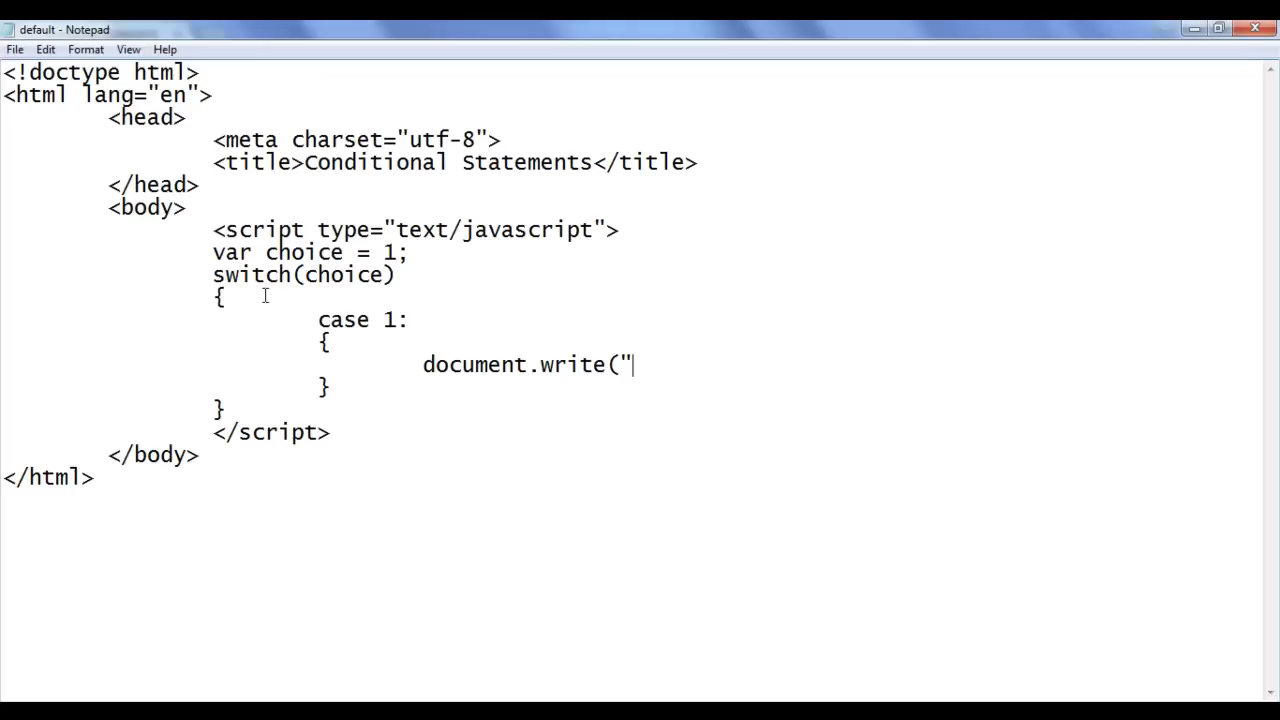 default - Notepad
File Edit Format View Help
<!doctype html>
<html lang="en">
<head>
<meta charset="utf-8">
<title>Conditional Statements</title>
</head>
<body>
<script type="text/javascript">
var choice = 1;
switch(choice)
{
case 1:
{
document.write("
}
}
</script>
</body>
</html>